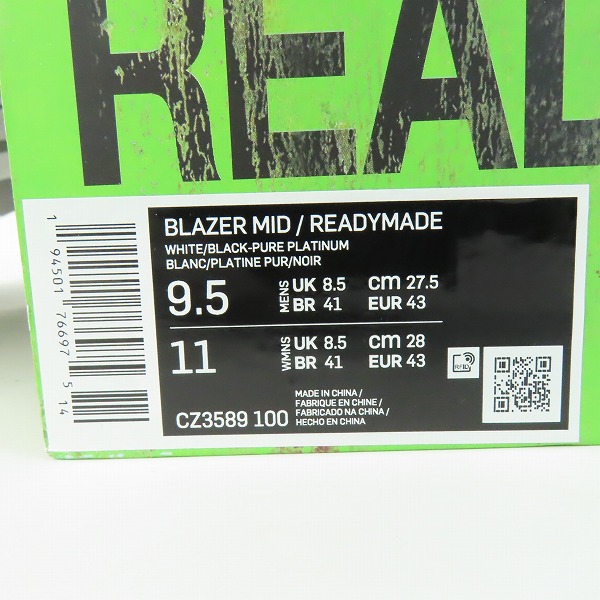 REAL
BLAZER MID / READYMADE
WHITE/BLACK-PURE PLATINUM
BLANC/PLATINE PUR/NOIR
9.5 MENS UK 8.5 cm 27.5
BR 41 EUR 43
11 WMNS UK 8.5 cm 28
BR 41 EUR 43
RFID
CZ3589 100
MADE IN CHINA /
FABRIQUE EN CHINE /
FABRICADO NA CHINA /
HECHO EN CHINA
1 94501 76697 5 14